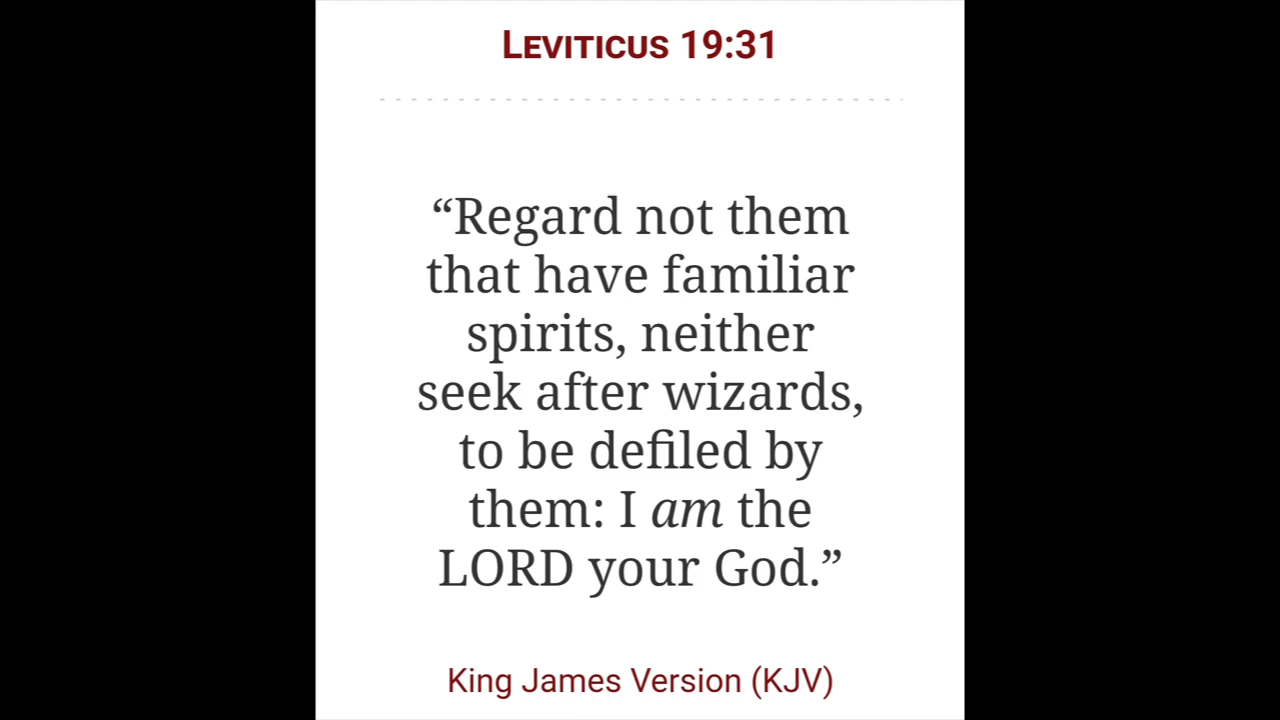 LEVITICUS 19:31
“Regard not them
that have familiar
spirits, neither
seek after wizards,
to be defiled by
them: I am the
LORD your God.”
King James Version (KJV)